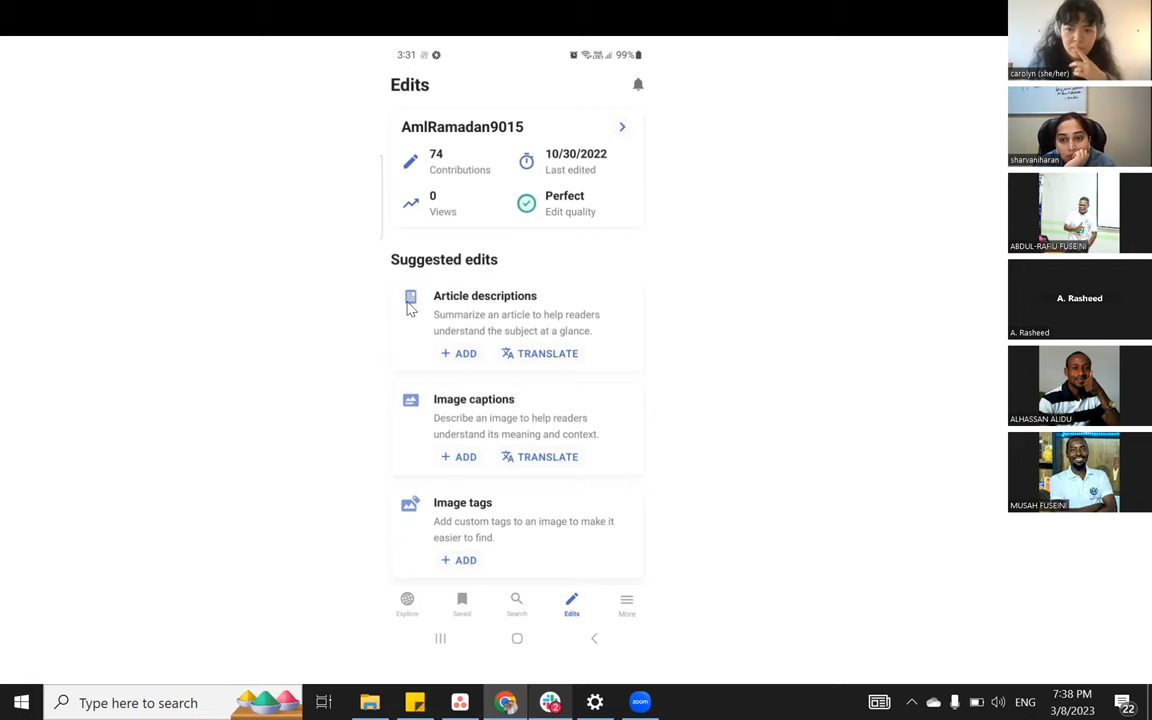 3:31
99%
Edits
AmlRamadan9015
74
Contributions
10/30/2022
Last edited
0
Views
Perfect
Edit quality
Suggested edits
Article descriptions
Summarize an article to help readers
understand the subject at a glance.
+ ADD
TRANSLATE
Image captions
Describe an image to help readers
understand its meaning and context.
+ ADD
TRANSLATE
Image tags
Add custom tags to an image to make it
easier to find.
+ ADD
Explore
Saved
Search
Edits
More
carolyn (she/her)
sharvaniharan
ABDUL-RAFIU FUSEINI
A. Rasheed
A. Rasheed
ALHASSAN ALIDU
MUSAH FUSEINI
Type here to search
2
zoom
ENG
7:38 PM
3/8/2023
22